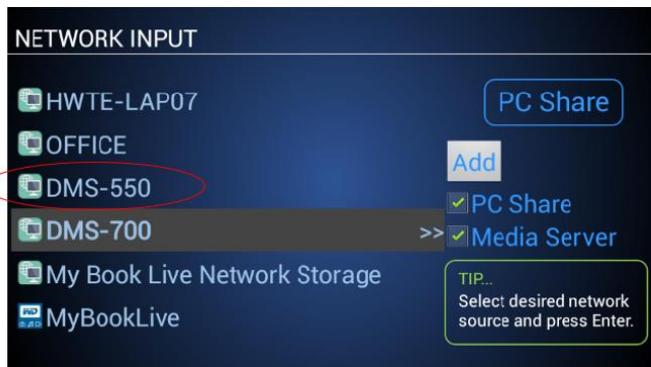 NETWORK INPUT
HWTE-LAP07
OFFICE
DMS-550
DMS-700 >>
My Book Live Network Storage
MyBookLive
PC Share
Add
PC Share
Media Server
TIP...
Select desired network
source and press Enter.